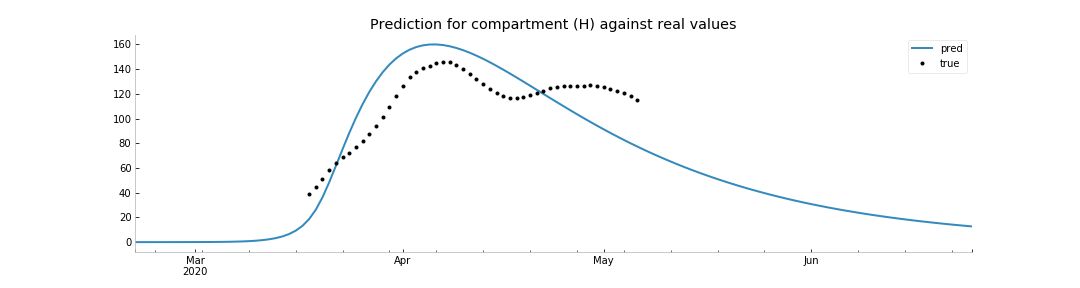 Prediction for compartment (H) against real values
160
140
120
100
80
60
40
20
0
pred
true
Mar
2020
Apr
May
Jun